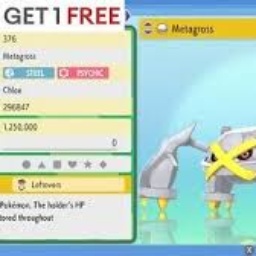 GET 1 FREE
376
Metagross
Metagross
STEEL PSYCHIC
Chloe
296847
1,250,000
0
Leftovers
Pokémon. The holder's HP
tored throughout